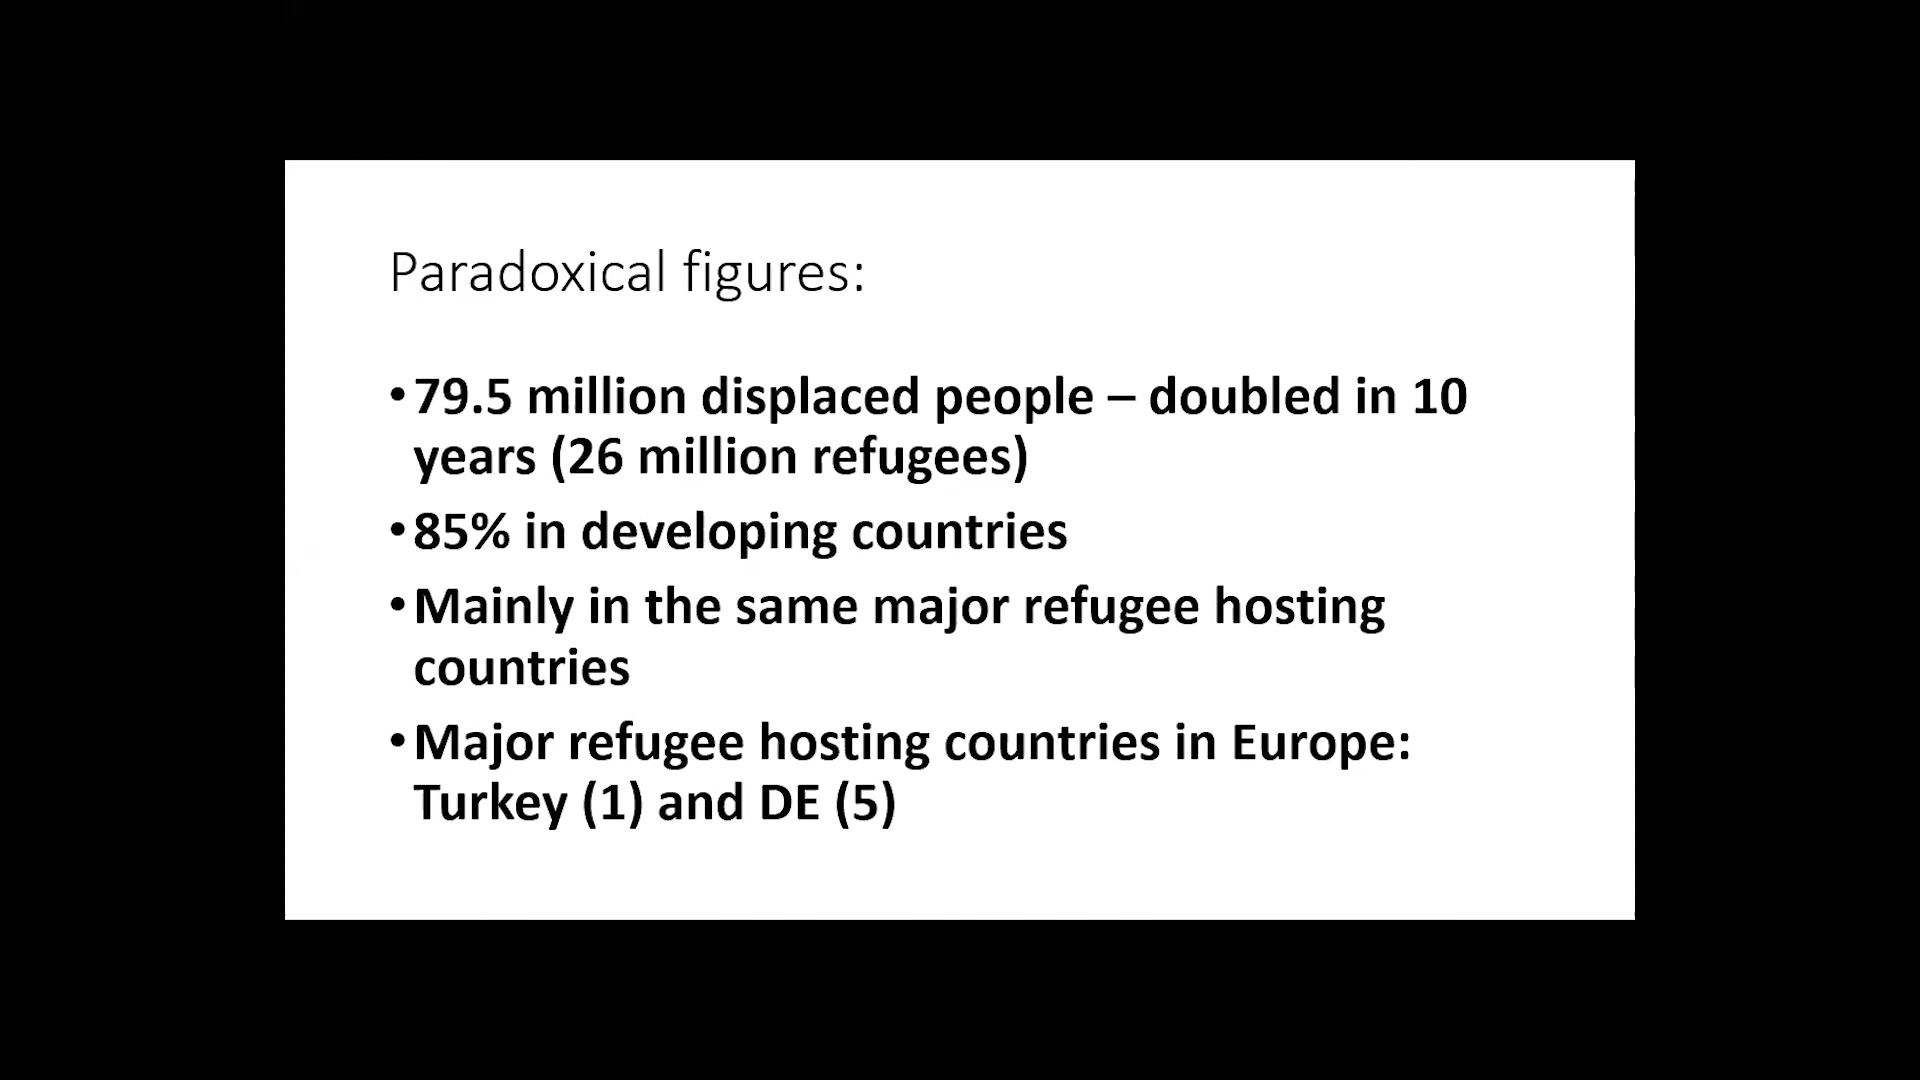 Paradoxical figures:
•79.5 million displaced people – doubled in 10
years (26 million refugees)
•85% in developing countries
•Mainly in the same major refugee hosting
countries
•Major refugee hosting countries in Europe:
Turkey (1) and DE (5)